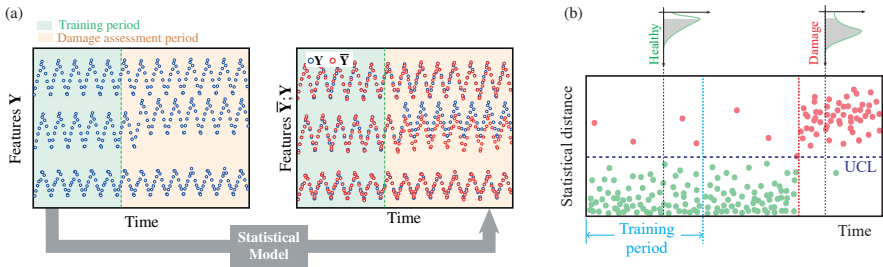 (a)
Training period
Damage assessment period
Features Y
Time
Y Y̅
Features Y̅;Y
Time
Statistical
Model
(b)
Healthy
Damage
Statistical distance
UCL
Time
Training
period